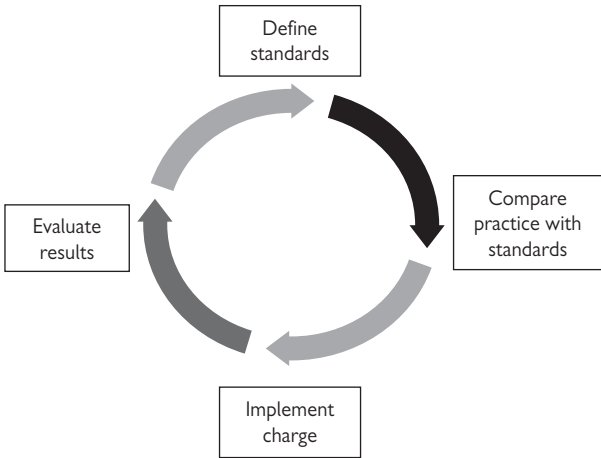 Define
standards
Compare
practice with
standards
Implement
charge
Evaluate
results